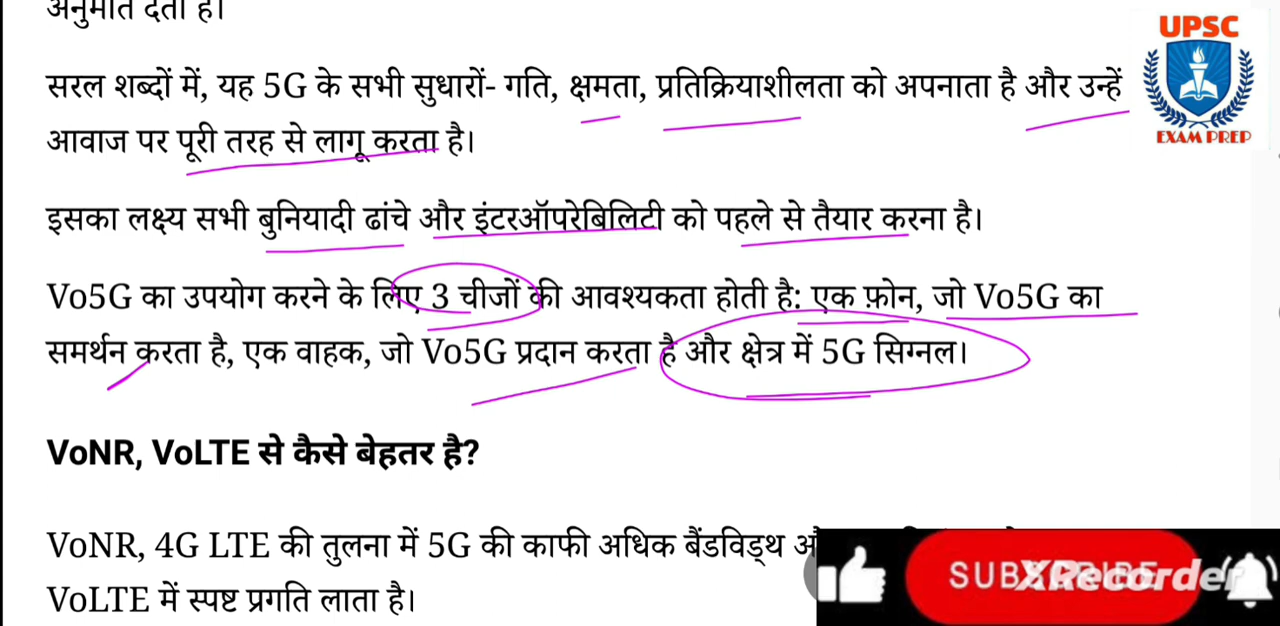 अनुमति देता है।
UPSC
सरल शब्दों में, यह 5G के सभी सुधारों- गति, क्षमता, प्रतिक्रियाशीलता को अपनाता है और उन्हें
आवाज पर पूरी तरह से लागू करता है।
EXAM PREP
इसका लक्ष्य सभी बुनियादी ढांचे और इंटरऑपरेबिलिटी को पहले से तैयार करना है।
Vo5G का उपयोग करने के लिए 3 चीजों की आवश्यकता होती है: एक फ़ोन, जो Vo5G का
समर्थन करता है, एक वाहक, जो Vo5G प्रदान करता है और क्षेत्र में 5G सिग्नल।
VoNR, VoLTE से कैसे बेहतर है?
VoNR, 4G LTE की तुलना में 5G की काफी अधिक बैंडविड्थ
VoLTE में स्पष्ट प्रगति लाता है।
SUBSCRIBE
XRecorder